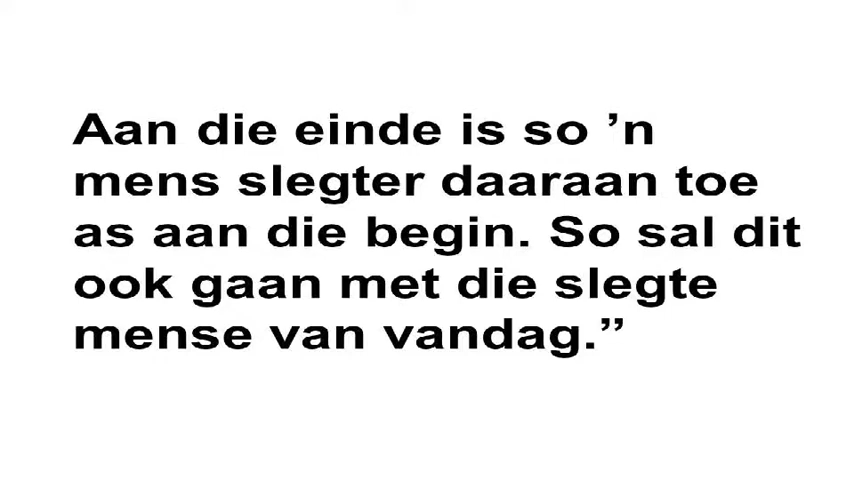 Aan die einde is so ’n
mens slegter daaraan toe
as aan die begin. So sal dit
ook gaan met die slegte
mense van vandag.”